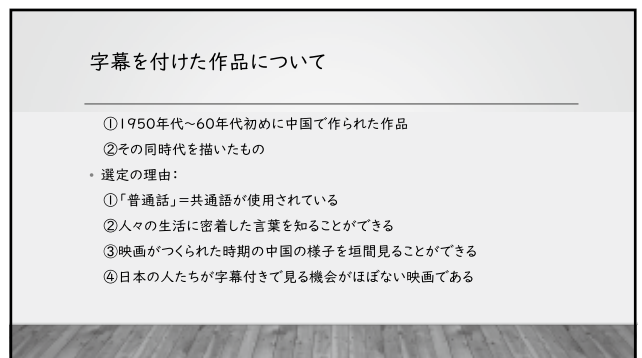 字幕を付けた作品について
①1950年代~60年代初めに中国で作られた作品
②その同時代を描いたもの
• 選定の理由:
①「普通話」=共通語が使用されている
②人々の生活に密着した言葉を知ることができる
③映画がつくられた時期の中国の様子を垣間見ることができる
④日本の人たちが字幕付きで見る機会がほぼない映画である